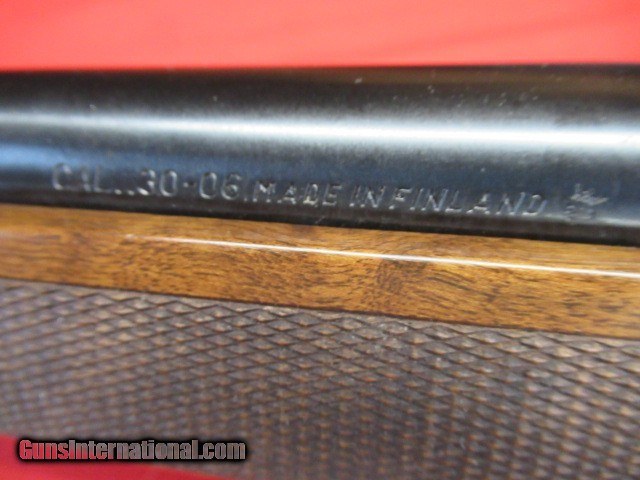 CAL..30-06 MADE IN FINLAND
GunsInternational.com